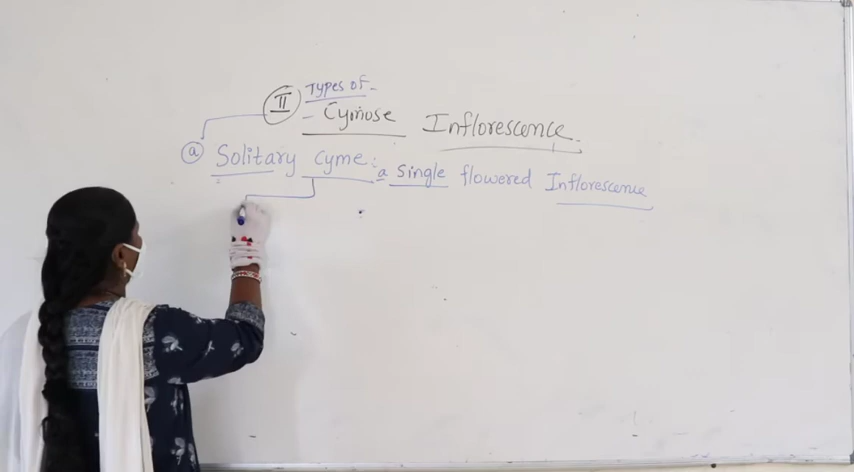 II Types of-
- Cymose Inflorescence.
a Solitary Cyme: a single flowered Inflorescence